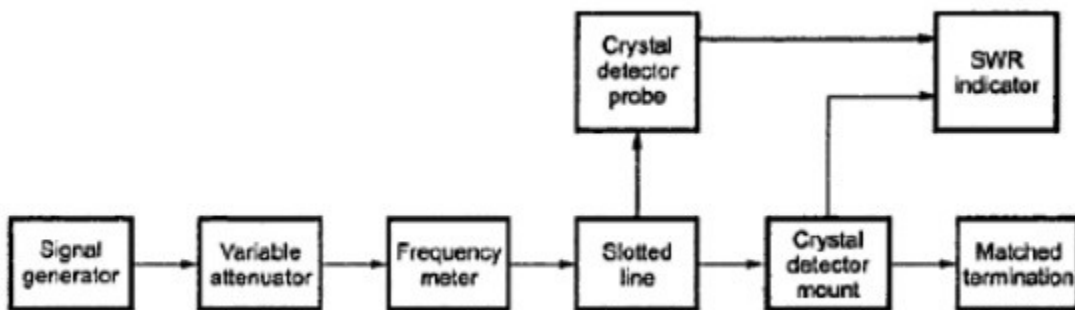 Crystal
detector
probe
SWR
indicator
Signal
generator
Variable
attenuator
Frequency
meter
Slotted
line
Crystal
detector
mount
Matched
termination